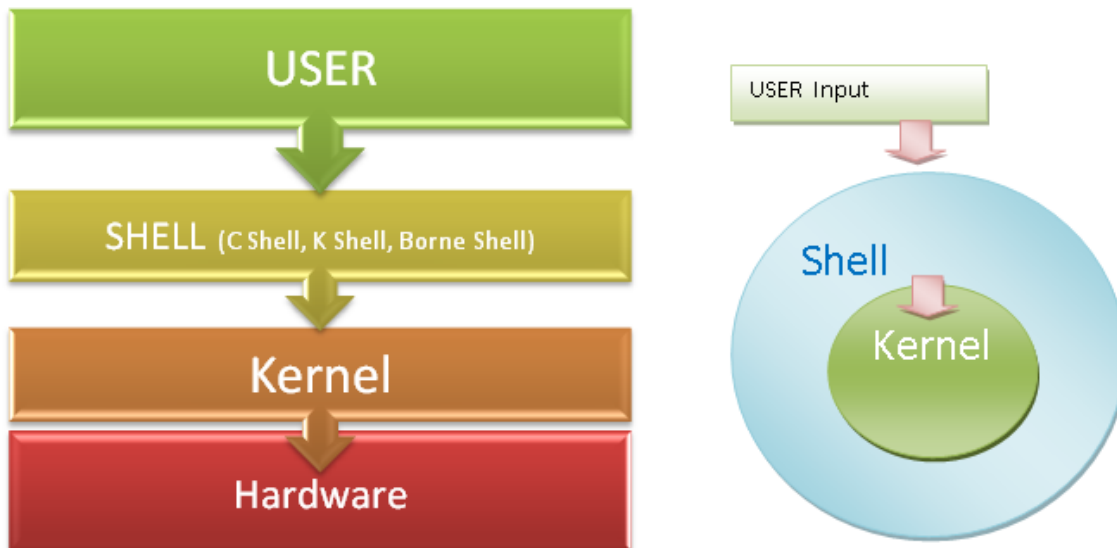 USER
SHELL (C Shell, K Shell, Borne Shell)
Kernel
Hardware
USER Input
Shell
Kernel